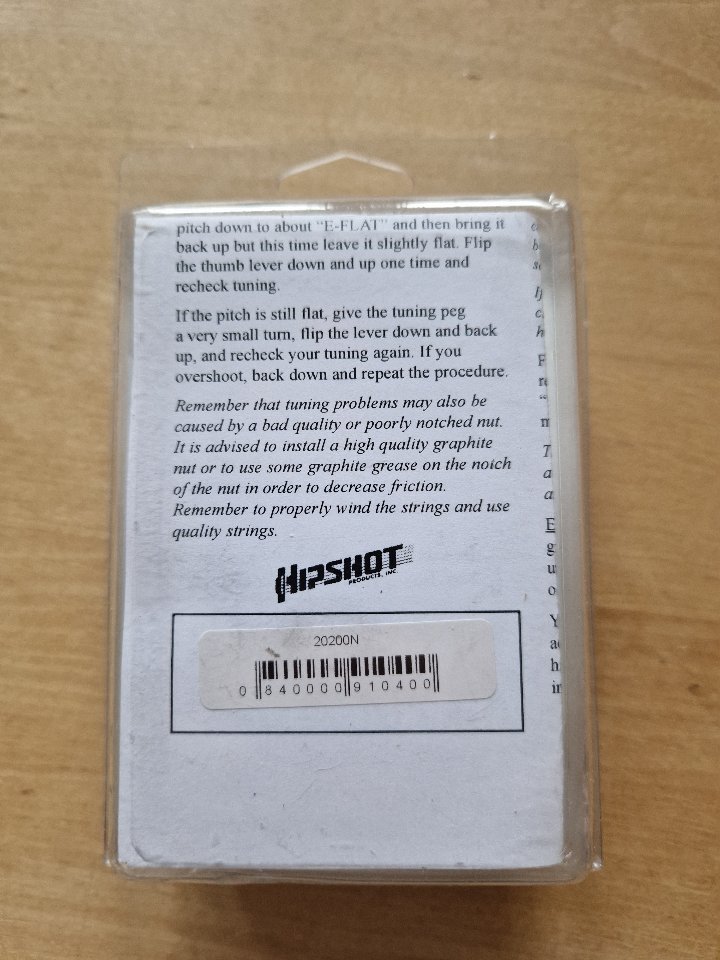 pitch down to about "E-FLAT" and then bring it
back up but this time leave it slightly flat. Flip
the thumb lever down and up one time and
recheck tuning.
If the pitch is still flat, give the tuning peg
a very small turn, flip the lever down and back
up, and recheck your tuning again. If you
overshoot, back down and repeat the procedure.
Remember that tuning problems may also be
caused by a bad quality or poorly notched nut.
It is advised to install a high quality graphite
nut or to use some graphite grease on the notch
of the nut in order to decrease friction.
Remember to properly wind the strings and use
quality strings.
HIPSHOT
PRODUCTS, INC.
20200N
0 840000 910400